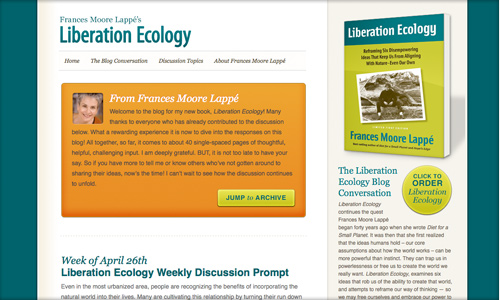 Frances Moore Lappé's
Liberation Ecology
Home The Blog Conversation Discussion Topics About Frances Moore Lappé
From Frances Moore Lappé
Welcome to the blog for my new book, Liberation Ecology! Many
thanks to everyone who has already contributed to the discussion
below. What a rewarding experience it is now to dive into the responses on this
blog! All together, so far, it comes to about 40 single-spaced pages of thoughtful,
helpful, challenging input. I am deeply grateful. BUT, it is not too late to have your
say. So if you have more to tell me or know others who've not gotten around to
sharing their ideas, now's the time! I can't wait to see how the discussion continues
to unfold.
JUMP to ARCHIVE
Week of April 26th
Liberation Ecology Weekly Discussion Prompt
Even in the most urbanized area, people are recognizing the benefits of incorporating the
natural world into their lives. Many are cultivating this relationship by turning their run down
Liberation Ecology
Reframing Six Disempowering
Ideas That Keep Us From Aligning
With Nature–Even Our Own
Frances Moore Lappé
The Liberation
Ecology Blog
Conversation
CLICK TO
ORDER
Liberation
Ecology
Liberation Ecology
continues the quest
Frances Moore Lappé
began forty years ago when she wrote Diet for a
Small Planet. It was then that she first realized
that the ideas humans hold – our core
assumptions about how the world works – can be
more powerful than instinct. They can trap us in
powerlessness or free us to create the world we
really want. Liberation Ecology, examines six
ideas that rob us of the ability to create that world,
and attempts to reframe our way of thinking — so
we may free ourselves and embrace our power to